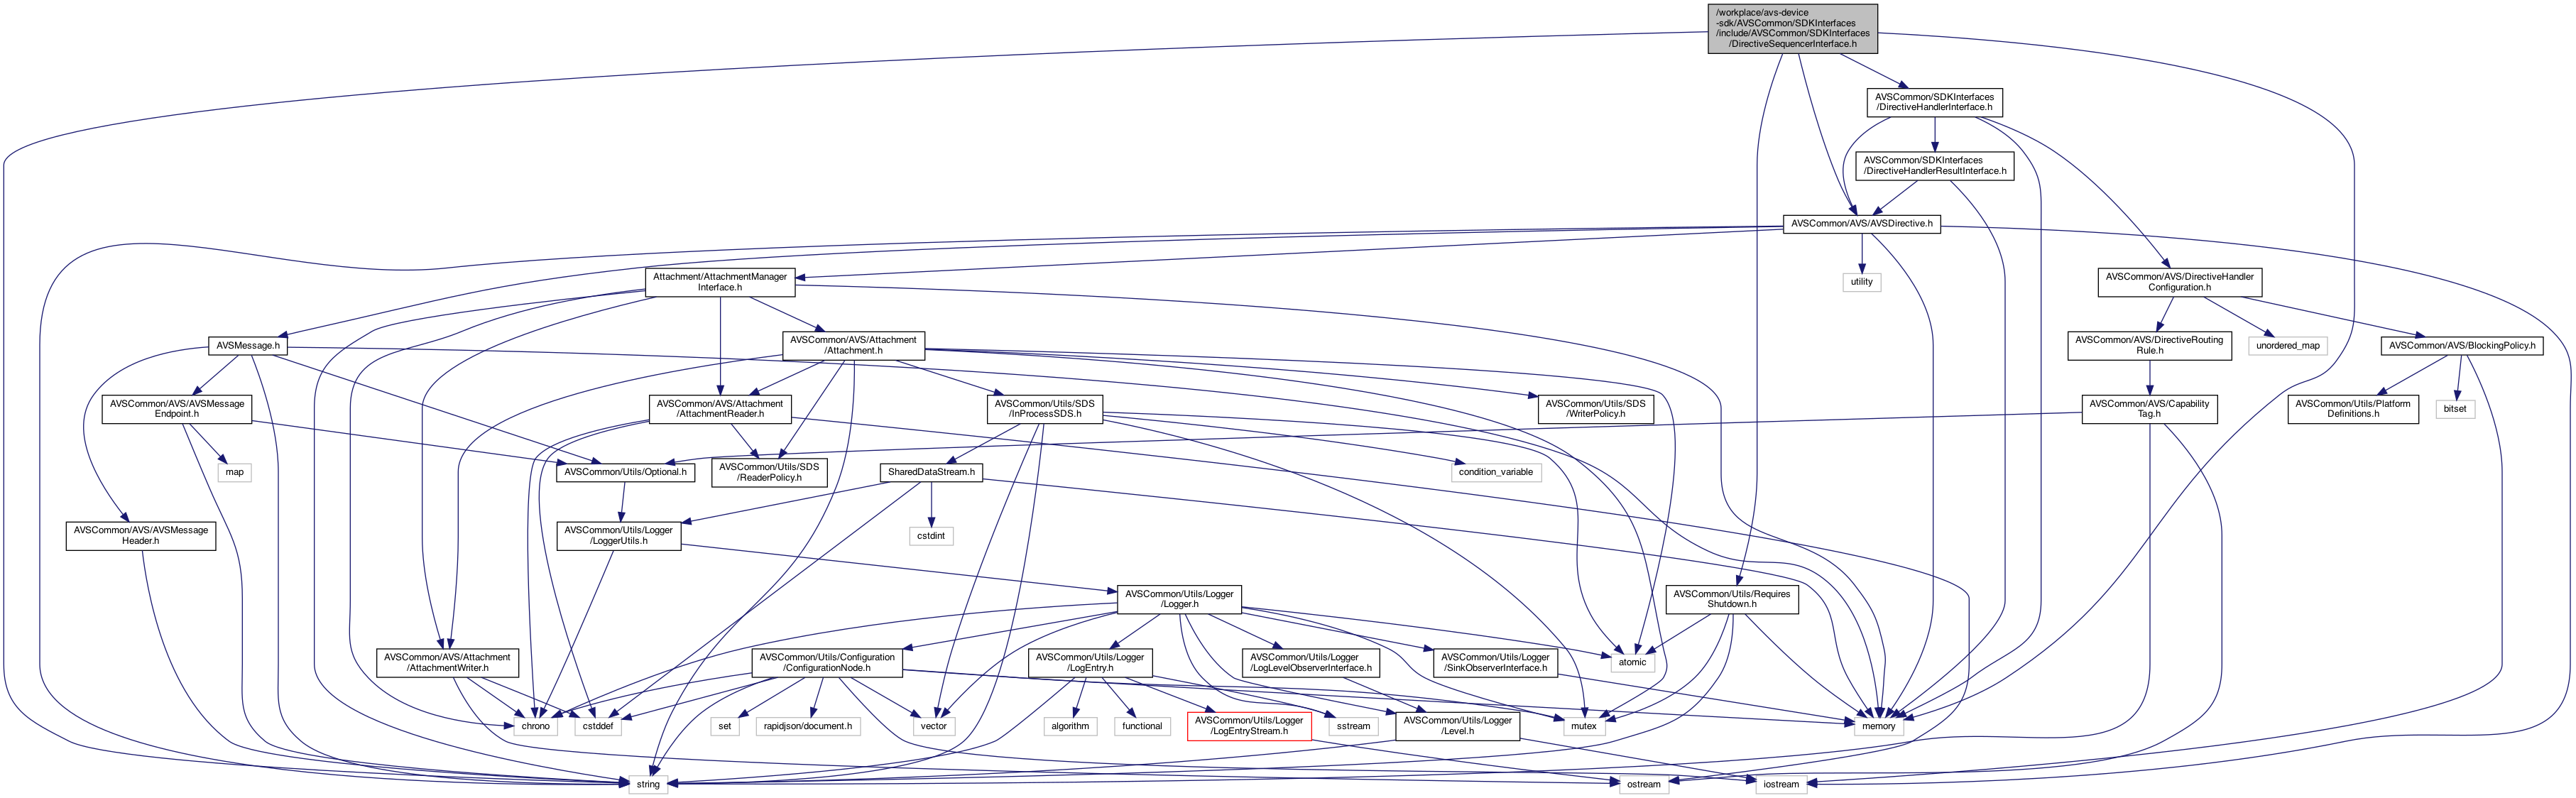 /workplace/avs-device
-sdk/AVSCommon/SDKInterfaces
/include/AVSCommon/SDKInterfaces
/DirectiveSequencerInterface.h
AVSCommon/SDKInterfaces
/DirectiveHandlerInterface.h
AVSCommon/SDKInterfaces
/DirectiveHandlerResultInterface.h
AVSCommon/AVS/AVSDirective.h
Attachment/AttachmentManager
Interface.h
utility
AVSCommon/AVS/DirectiveHandler
Configuration.h
AVSMessage.h
AVSCommon/AVS/Attachment
/Attachment.h
AVSCommon/AVS/DirectiveRouting
Rule.h
unordered_map
AVSCommon/AVS/BlockingPolicy.h
AVSCommon/AVS/AVSMessage
Endpoint.h
AVSCommon/AVS/Attachment
/AttachmentReader.h
AVSCommon/Utils/SDS
/InProcessSDS.h
AVSCommon/Utils/SDS
/WriterPolicy.h
AVSCommon/AVS/Capability
Tag.h
AVSCommon/Utils/Platform
Definitions.h
bitset
map
AVSCommon/Utils/Optional.h
AVSCommon/Utils/SDS
/ReaderPolicy.h
SharedDataStream.h
condition_variable
AVSCommon/AVS/AVSMessage
Header.h
AVSCommon/Utils/Logger
/LoggerUtils.h
cstdint
AVSCommon/Utils/Logger
/Logger.h
AVSCommon/Utils/Requires
Shutdown.h
AVSCommon/AVS/Attachment
/AttachmentWriter.h
AVSCommon/Utils/Configuration
/ConfigurationNode.h
AVSCommon/Utils/Logger
/LogEntry.h
AVSCommon/Utils/Logger
/LogLevelObserverInterface.h
AVSCommon/Utils/Logger
/SinkObserverInterface.h
atomic
chrono
cstddef
set
rapidjson/document.h
vector
algorithm
functional
AVSCommon/Utils/Logger
/LogEntryStream.h
sstream
AVSCommon/Utils/Logger
/Level.h
mutex
memory
string
ostream
iostream